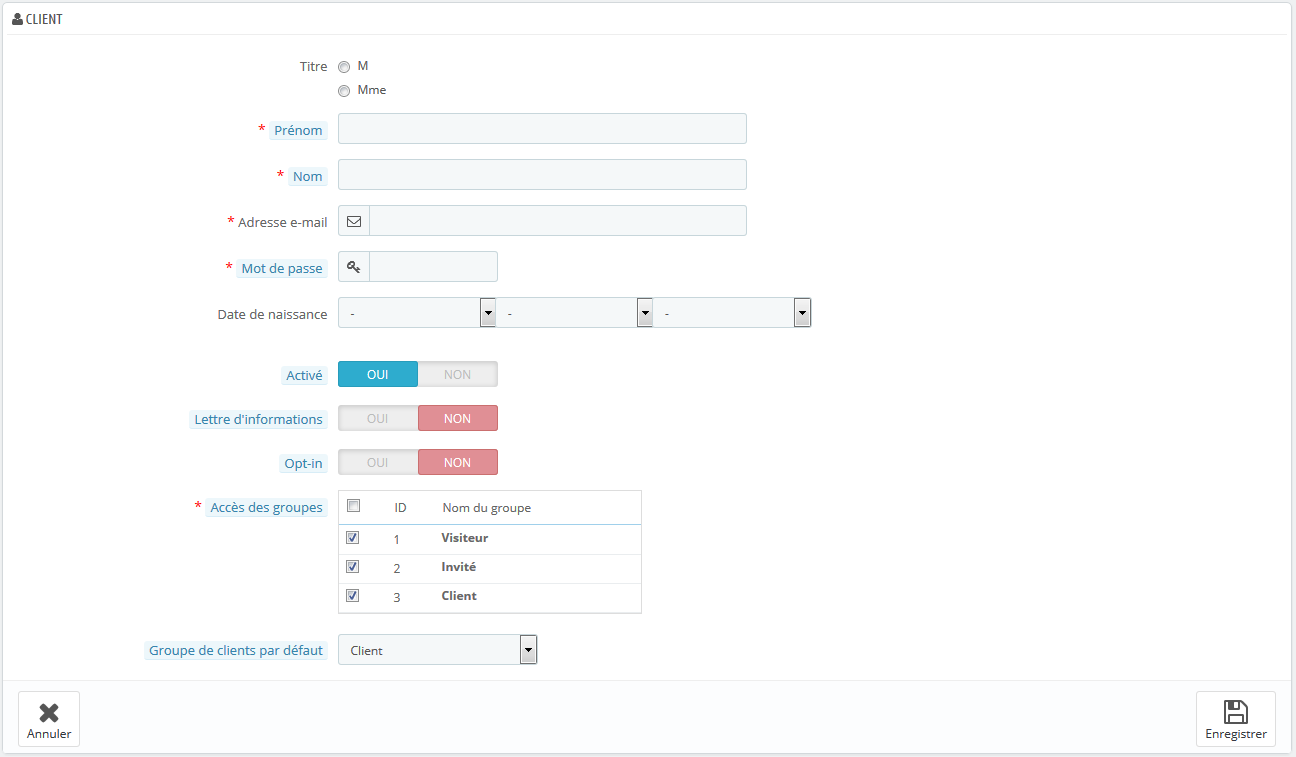 CLIENT
Titre M
Mme
* Prénom
* Nom
* Adresse e-mail
* Mot de passe
Date de naissance - - -
Activé OUI NON
Lettre d'informations OUI NON
Opt-in OUI NON
* Accès des groupes ID Nom du groupe
1 Visiteur
2 Invité
3 Client
Groupe de clients par défaut Client
Annuler Enregistrer